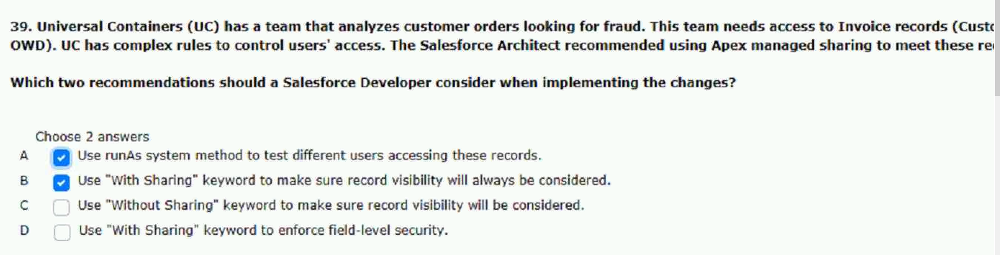 39. Universal Containers (UC) has a team that analyzes customer orders looking for fraud. This team needs access to Invoice records
OWD). UC has complex rules to control users' access. The Salesforce Architect recommended using Apex managed sharing to meet these
Which two recommendations should a Salesforce Developer consider when implementing the changes?
Choose 2 answers
A Use runAs system method to test different users accessing these records.
B Use "With Sharing" keyword to make sure record visibility will always be considered.
C Use "Without Sharing" keyword to make sure record visibility will be considered.
D Use "With Sharing" keyword to enforce field-level security.